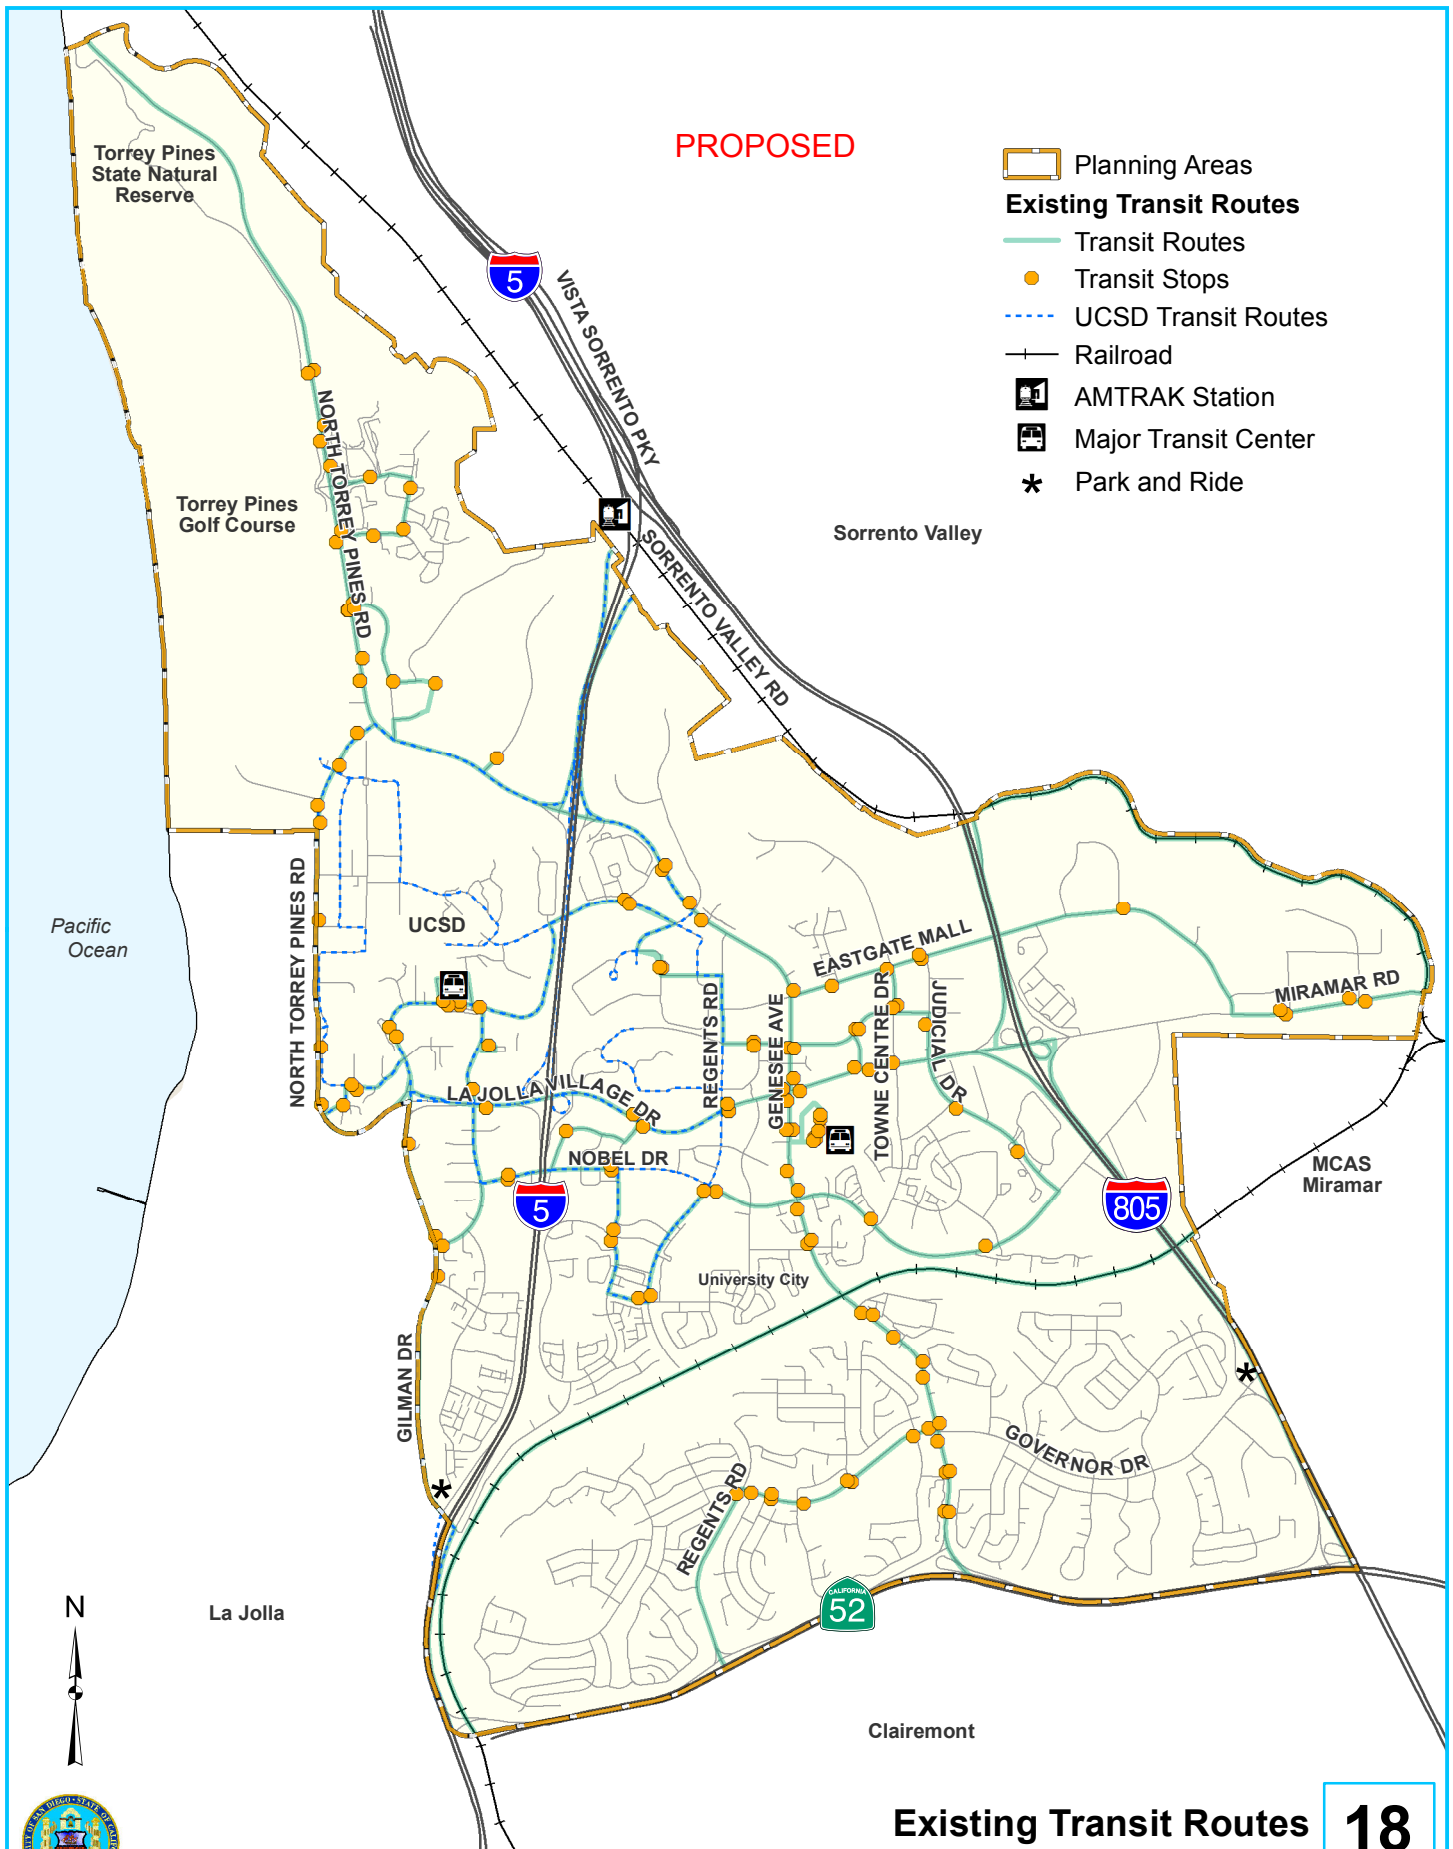 PROPOSED
Planning Areas
Existing Transit Routes
Transit Routes
Transit Stops
UCSD Transit Routes
Railroad
AMTRAK Station
Major Transit Center
Park and Ride
Torrey Pines
State Natural
Reserve
5
VISTA SORRENTO PKY
NORTH TORREY PINES RD
Torrey Pines
Golf Course
Sorrento Valley
SORRENTO VALLEY RD
NORTH TORREY PINES RD
Pacific
Ocean
UCSD
EASTGATE MALL
MIRAMAR RD
REGENTS RD
GENESEE AVE
TOWNE CENTRE DR
JUDICIAL DR
LA JOLLA VILLAGE DR
NOBEL DR
MCAS
Miramar
5
805
University City
GILMAN DR
GOVERNOR DR
REGENTS RD
CALIFORNIA
52
N
La Jolla
Clairemont
Existing Transit Routes
18